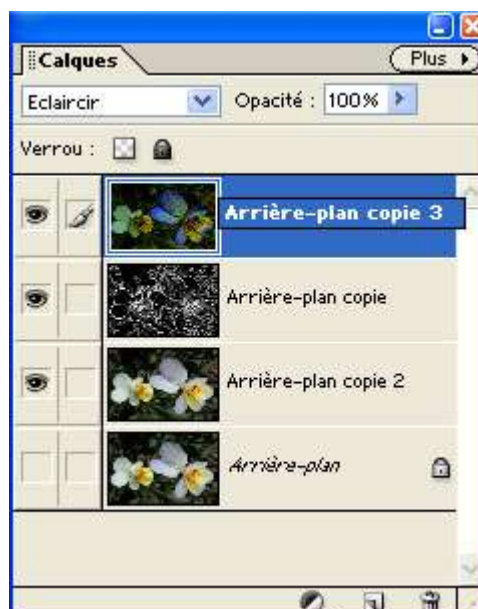 Calques
Plus
Eclaircir Opacité : 100%
Verrou :
Arrière-plan copie 3
Arrière-plan copie
Arrière-plan copie 2
Arrière-plan